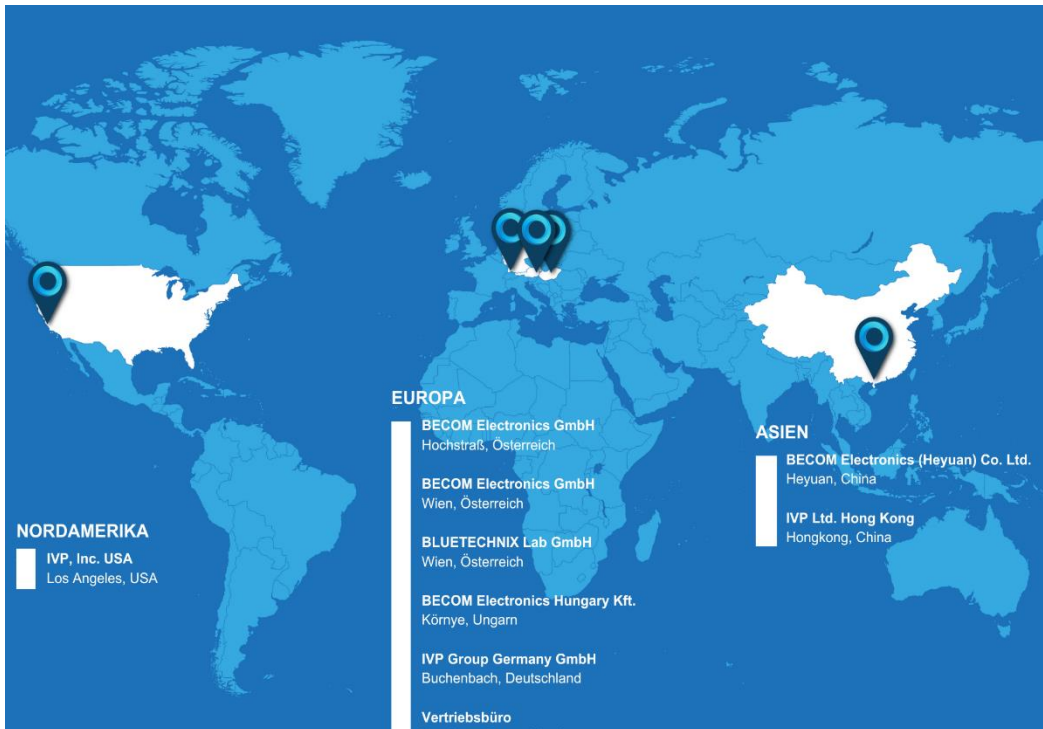 NORDAMERIKA
IVP, Inc. USA
Los Angeles, USA
EUROPA
BECOM Electronics GmbH
Hochstraß, Österreich
BECOM Electronics GmbH
Wien, Österreich
BLUETECHNIX Lab GmbH
Wien, Österreich
BECOM Electronics Hungary Kft.
Környe, Ungarn
IVP Group Germany GmbH
Buchenbach, Deutschland
Vertriebsbüro
ASIEN
BECOM Electronics (Heyuan) Co. Ltd.
Heyuan, China
IVP Ltd. Hong Kong
Hongkong, China